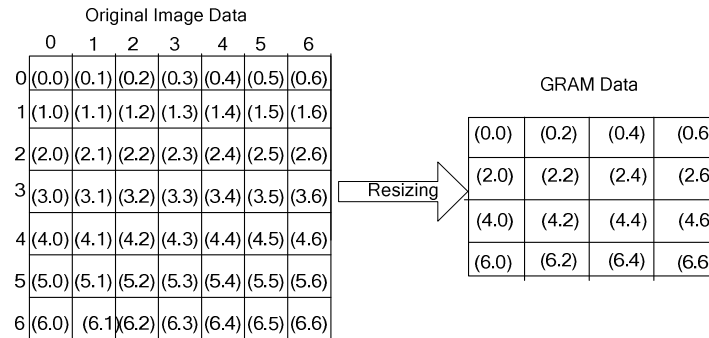 Original Image Data
0 1 2 3 4 5 6
0 (0.0) (0.1) (0.2) (0.3) (0.4) (0.5) (0.6)
1 (1.0) (1.1) (1.2) (1.3) (1.4) (1.5) (1.6)
2 (2.0) (2.1) (2.2) (2.3) (2.4) (2.5) (2.6)
3 (3.0) (3.1) (3.2) (3.3) (3.4) (3.5) (3.6)
4 (4.0) (4.1) (4.2) (4.3) (4.4) (4.5) (4.6)
5 (5.0) (5.1) (5.2) (5.3) (5.4) (5.5) (5.6)
6 (6.0) (6.1) (6.2) (6.3) (6.4) (6.5) (6.6)
Resizing
GRAM Data
(0.0) (0.2) (0.4) (0.6
(2.0) (2.2) (2.4) (2.6
(4.0) (4.2) (4.4) (4.6
(6.0) (6.2) (6.4) (6.6